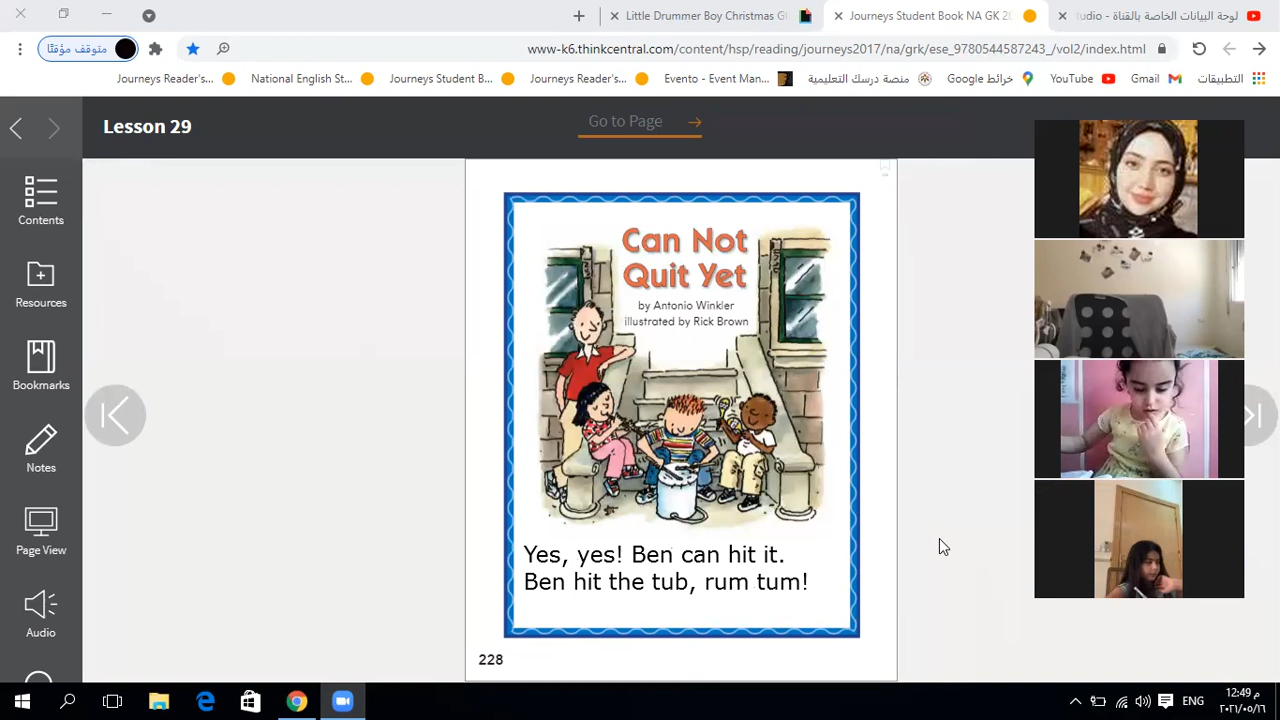 Little Drummer Boy Christmas G
Journeys Student Book NA GK 20
tudio - لوحة البيانات الخاصة بالقناة
متوقف مؤقتًا
www-k6.thinkcentral.com/content/hsp/reading/journeys2017/na/grk/ese_9780544587243_/vol2/index.html
Journeys Reader's...
National English St...
Journeys Student B...
Journeys Reader's...
Evento - Event Man...
منصة درسك التعليمية
خرائط Google
YouTube
Gmail
التطبيقات
Lesson 29
Go to Page
Contents
Resources
Bookmarks
Notes
Page View
Audio
Can Not
Quit Yet
by Antonio Winkler
illustrated by Rick Brown
Yes, yes! Ben can hit it.
Ben hit the tub, rum tum!
228
ENG
12:49 م
٢٠٢١/٠٥/١٦